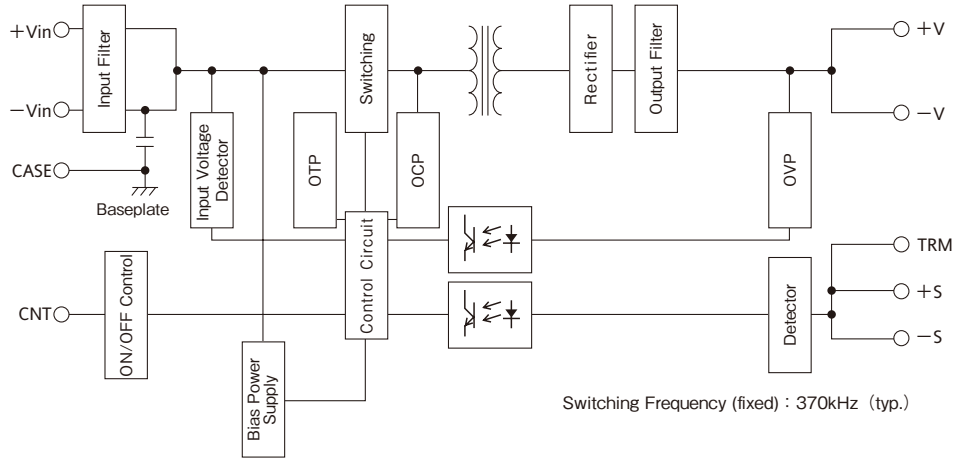 +Vin
−Vin
CASE
Baseplate
CNT
Input Filter
Input Voltage
Detector
ON/OFF Control
Bias Power
Supply
Switching
OTP
OCP
Control Circuit
Rectifier
Output Filter
OVP
Detector
+V
−V
TRM
+S
−S
Switching Frequency (fixed) : 370kHz (typ.)